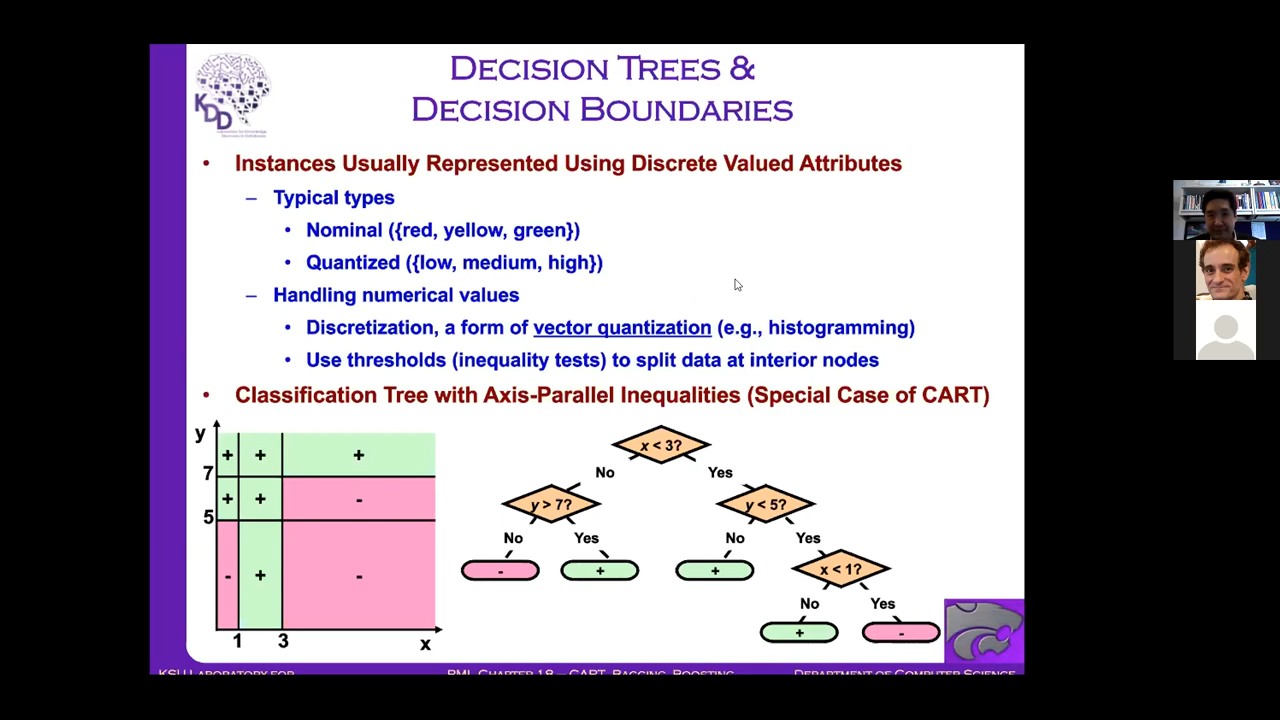 DECISION TREES &
DECISION BOUNDARIES
KDD
• Instances Usually Represented Using Discrete Valued Attributes
– Typical types
• Nominal ({red, yellow, green})
• Quantized ({low, medium, high})
– Handling numerical values
• Discretization, a form of vector quantization (e.g., histogramming)
• Use thresholds (inequality tests) to split data at interior nodes
• Classification Tree with Axis-Parallel Inequalities (Special Case of CART)
y
+ + +
7
+ + -
5
- + -
1 3 x
x < 3?
No Yes
y > 7? y < 5?
No Yes No Yes
- + + x < 1?
No Yes
+ -
KSU LABORATORY FOR PML CHAPTER 18 – CART, BAGGING, BOOSTING DEPARTMENT OF COMPUTER SCIENCE